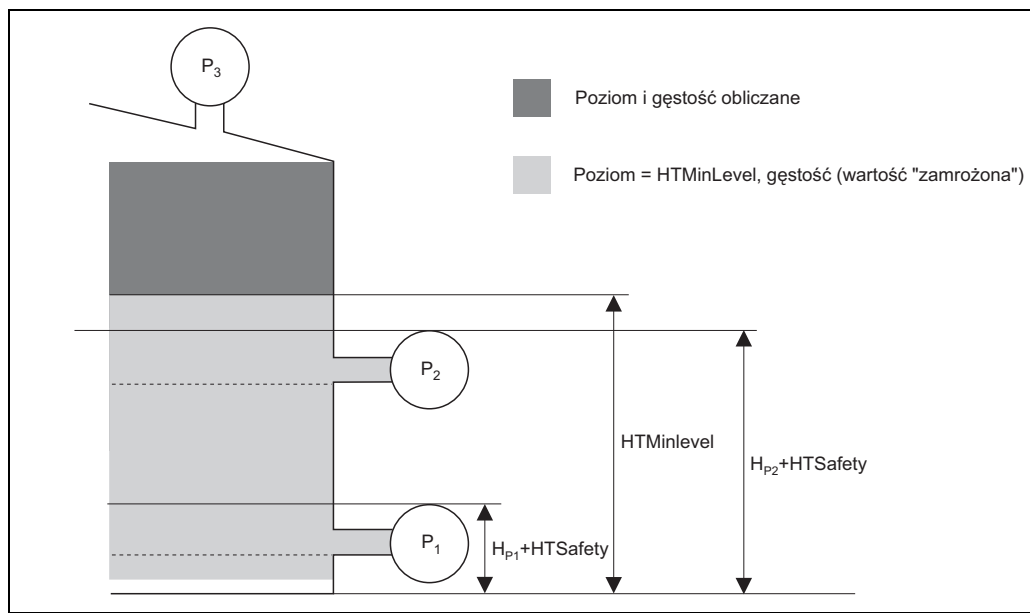 P3
Poziom i gęstość obliczane
Poziom = HTMinLevel, gęstość (wartość "zamrożona")
P2
HTMinlevel
HP2+HTSafety
P1
HP1+HTSafety